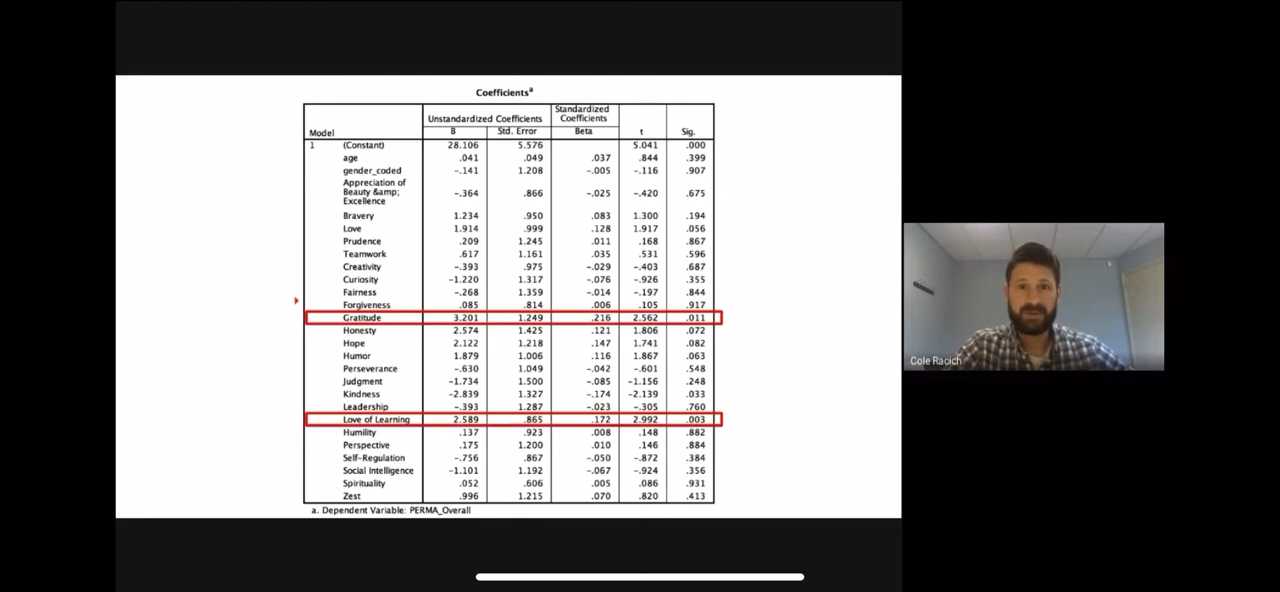 Coefficientsa
Unstandardized Coefficients Standardized Coefficients
Model B Std. Error Beta t Sig.
1 (Constant) 28.106 5.576 5.041 .000
age .041 .049 .037 .844 .399
gender_coded -.141 1.208 -.005 -.116 .907
Appreciation of Beauty &amp; Excellence -.364 .866 -.025 -.420 .675
Bravery 1.234 .950 .083 1.300 .194
Love 1.914 .999 .128 1.917 .056
Prudence .209 1.245 .011 .168 .867
Teamwork .617 1.161 .035 .531 .596
Creativity -.393 .975 -.029 -.403 .687
Curiosity -1.220 1.317 -.076 -.926 .355
Fairness -.268 1.359 -.014 -.197 .844
Forgiveness .085 .814 .006 .105 .917
Gratitude 3.201 1.249 .216 2.562 .011
Honesty 2.574 1.425 .121 1.806 .072
Hope 2.122 1.218 .147 1.741 .082
Humor 1.879 1.006 .116 1.867 .063
Perseverance -.630 1.049 -.042 -.601 .548
Judgment -1.734 1.500 -.085 -1.156 .248
Kindness -2.839 1.327 -.174 -2.139 .033
Leadership -.393 1.287 -.023 -.305 .760
Love of Learning 2.589 .865 .172 2.992 .003
Humility .137 .923 .008 .148 .882
Perspective .175 1.200 .010 .146 .884
Self-Regulation -.756 .867 -.050 -.872 .384
Social Intelligence -1.101 1.192 -.067 -.924 .356
Spirituality .052 .606 .005 .086 .931
Zest .996 1.215 .070 .820 .413
a. Dependent Variable: PERMA_Overall
Cole Racich